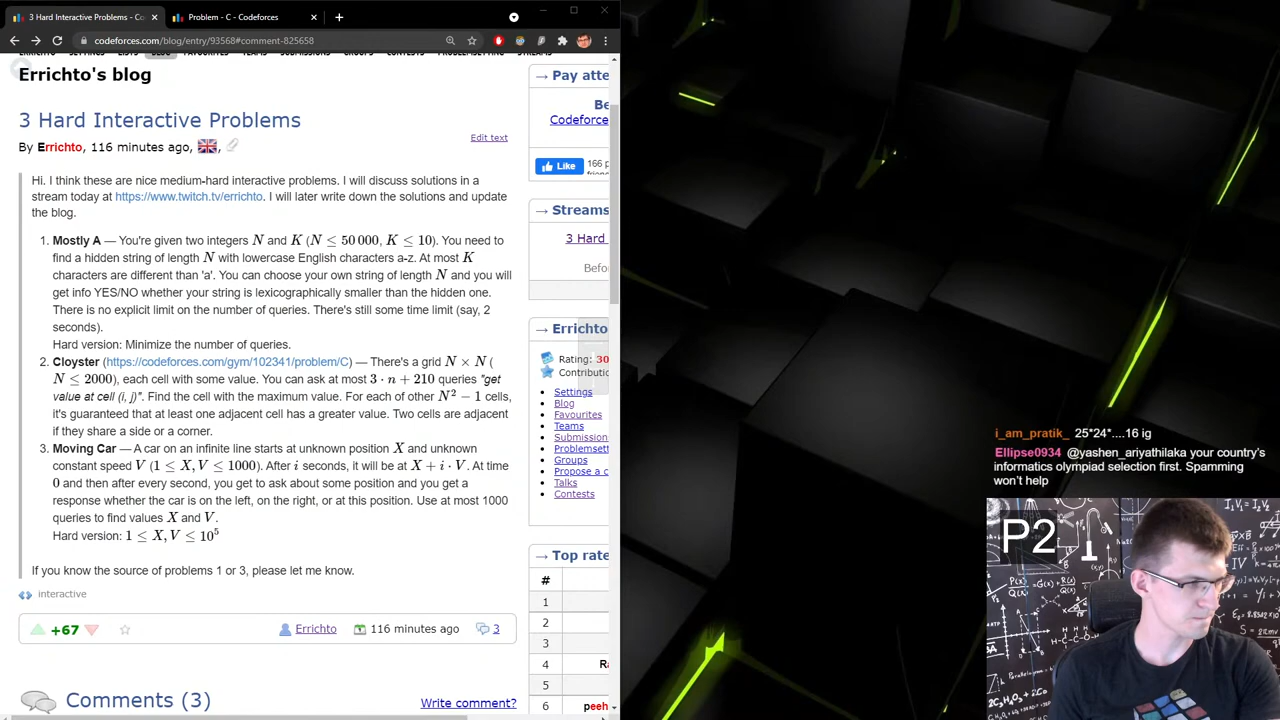 3 Hard Interactive Problems - Co
Problem - C - Codeforces
codeforces.com/blog/entry/93568#comment-825658
Errichto's blog
3 Hard Interactive Problems
By Errichto, 116 minutes ago,
Edit text
Hi. I think these are nice medium-hard interactive problems. I will discuss solutions in a
stream today at https://www.twitch.tv/errichto. I will later write down the solutions and update
the blog.
1. Mostly A — You're given two integers N and K (N ≤ 50 000, K ≤ 10). You need to
find a hidden string of length N with lowercase English characters a-z. At most K
characters are different than 'a'. You can choose your own string of length N and you will
get info YES/NO whether your string is lexicographically smaller than the hidden one.
There is no explicit limit on the number of queries. There's still some time limit (say, 2
seconds).
Hard version: Minimize the number of queries.
2. Cloyster (https://codeforces.com/gym/102341/problem/C) — There's a grid N × N (
N ≤ 2000), each cell with some value. You can ask at most 3 · n + 210 queries "get
value at cell (i, j)". Find the cell with the maximum value. For each of other N² − 1 cells,
it's guaranteed that at least one adjacent cell has a greater value. Two cells are adjacent
if they share a side or a corner.
3. Moving Car — A car on an infinite line starts at unknown position X and unknown
constant speed V (1 ≤ X, V ≤ 1000). After i seconds, it will be at X + i · V. At time
0 and then after every second, you get to ask about some position and you get a
response whether the car is on the left, on the right, or at this position. Use at most 1000
queries to find values X and V.
Hard version: 1 ≤ X, V ≤ 10⁵
If you know the source of problems 1 or 3, please let me know.
interactive
+67
Errichto
116 minutes ago
3
Comments (3)
Write comment?
→ Pay atte
Be
Codeforce
Like
166 p
→ Streams
3 Hard
Befor
→ Errichto
Rating: 30
Contributio
Settings
Blog
Favourites
Teams
Submission
Problemset
Groups
Propose a c
Talks
Contests
→ Top rate
#
1
2
3
4
5
6
Ra
peeh
i_am_pratik_ 25*24*....16 ig
Ellipse0934 @yashen_ariyathilaka your country's
informatics olympiad selection first. Spamming
won't help
P2